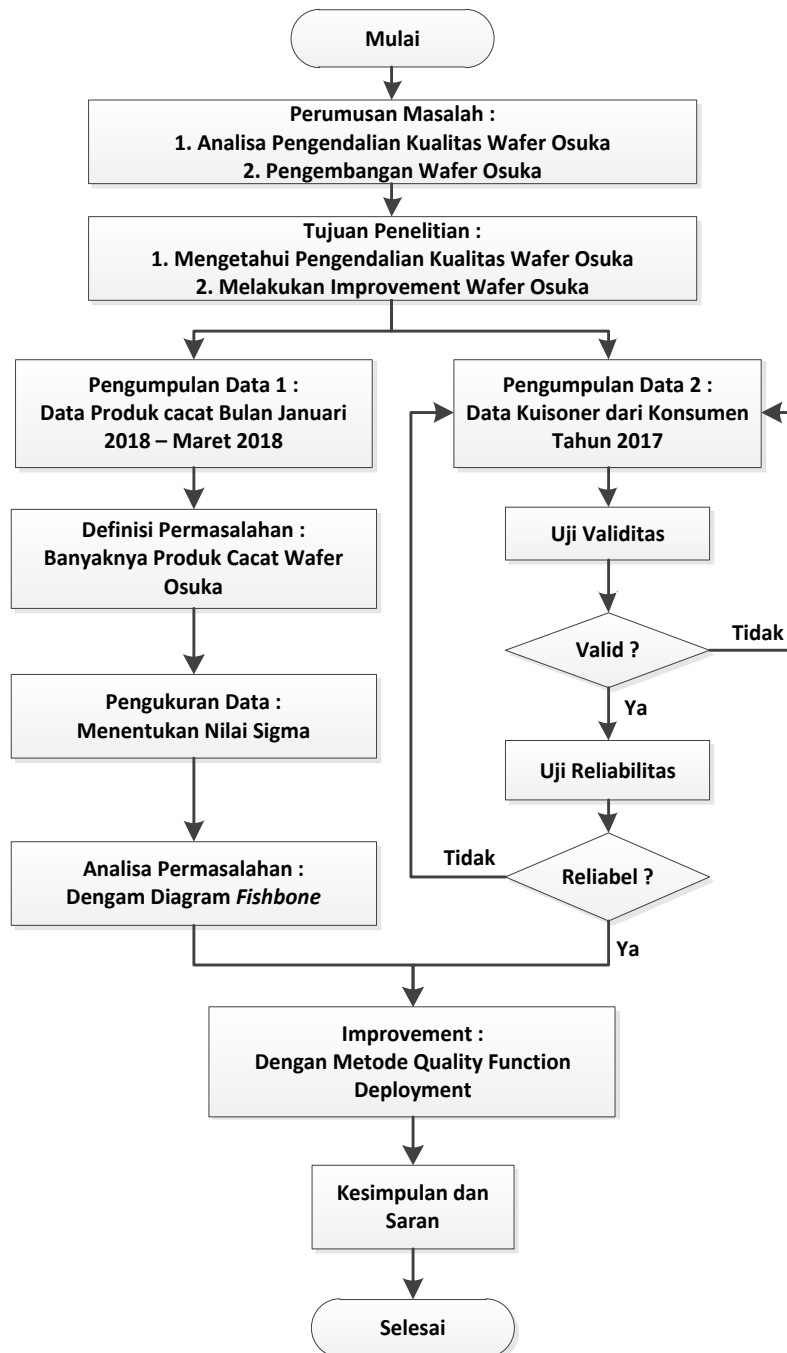 Mulai
Perumusan Masalah :
1. Analisa Pengendalian Kualitas Wafer Osuka
2. Pengembangan Wafer Osuka
Tujuan Penelitian :
1. Mengetahui Pengendalian Kualitas Wafer Osuka
2. Melakukan Improvement Wafer Osuka
Pengumpulan Data 1 :
Data Produk cacat Bulan Januari
2018 – Maret 2018
Definisi Permasalahan :
Banyaknya Produk Cacat Wafer
Osuka
Pengukuran Data :
Menentukan Nilai Sigma
Analisa Permasalahan :
Dengam Diagram Fishbone
Pengumpulan Data 2 :
Data Kuisoner dari Konsumen
Tahun 2017
Uji Validitas
Valid ?
Tidak
Ya
Uji Reliabilitas
Reliabel ?
Tidak
Ya
Improvement :
Dengan Metode Quality Function
Deployment
Kesimpulan dan
Saran
Selesai